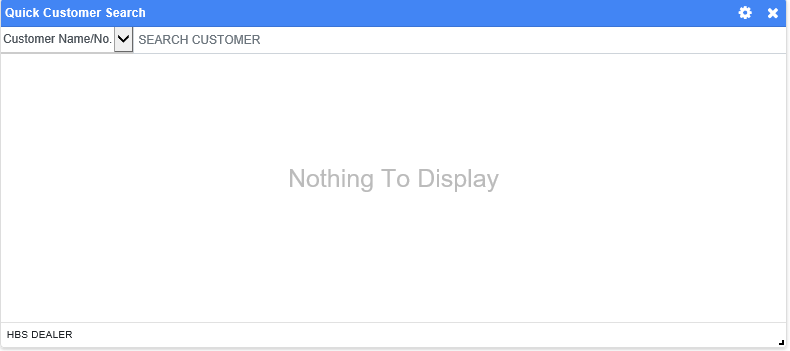 Quick Customer Search
Customer Name/No. SEARCH CUSTOMER
Nothing To Display
HBS DEALER